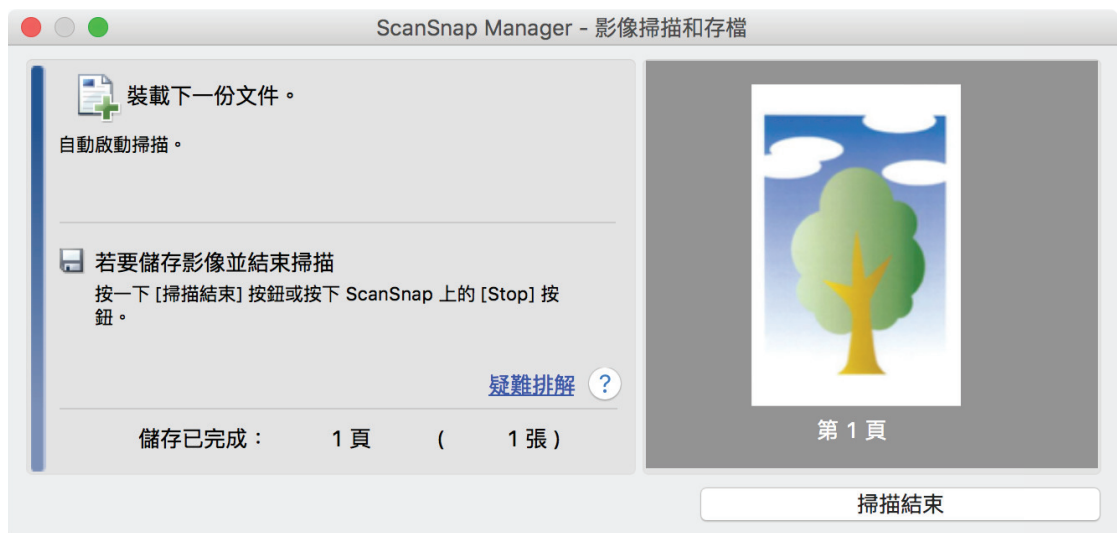 ScanSnap Manager - 影像掃描和存檔
裝載下一份文件。
自動啟動掃描。
若要儲存影像並結束掃描
按一下 [掃描結束] 按鈕或按下 ScanSnap 上的 [Stop] 按
鈕。
疑難排解 ?
儲存已完成： 1 頁 ( 1 張 )
第 1 頁
掃描結束